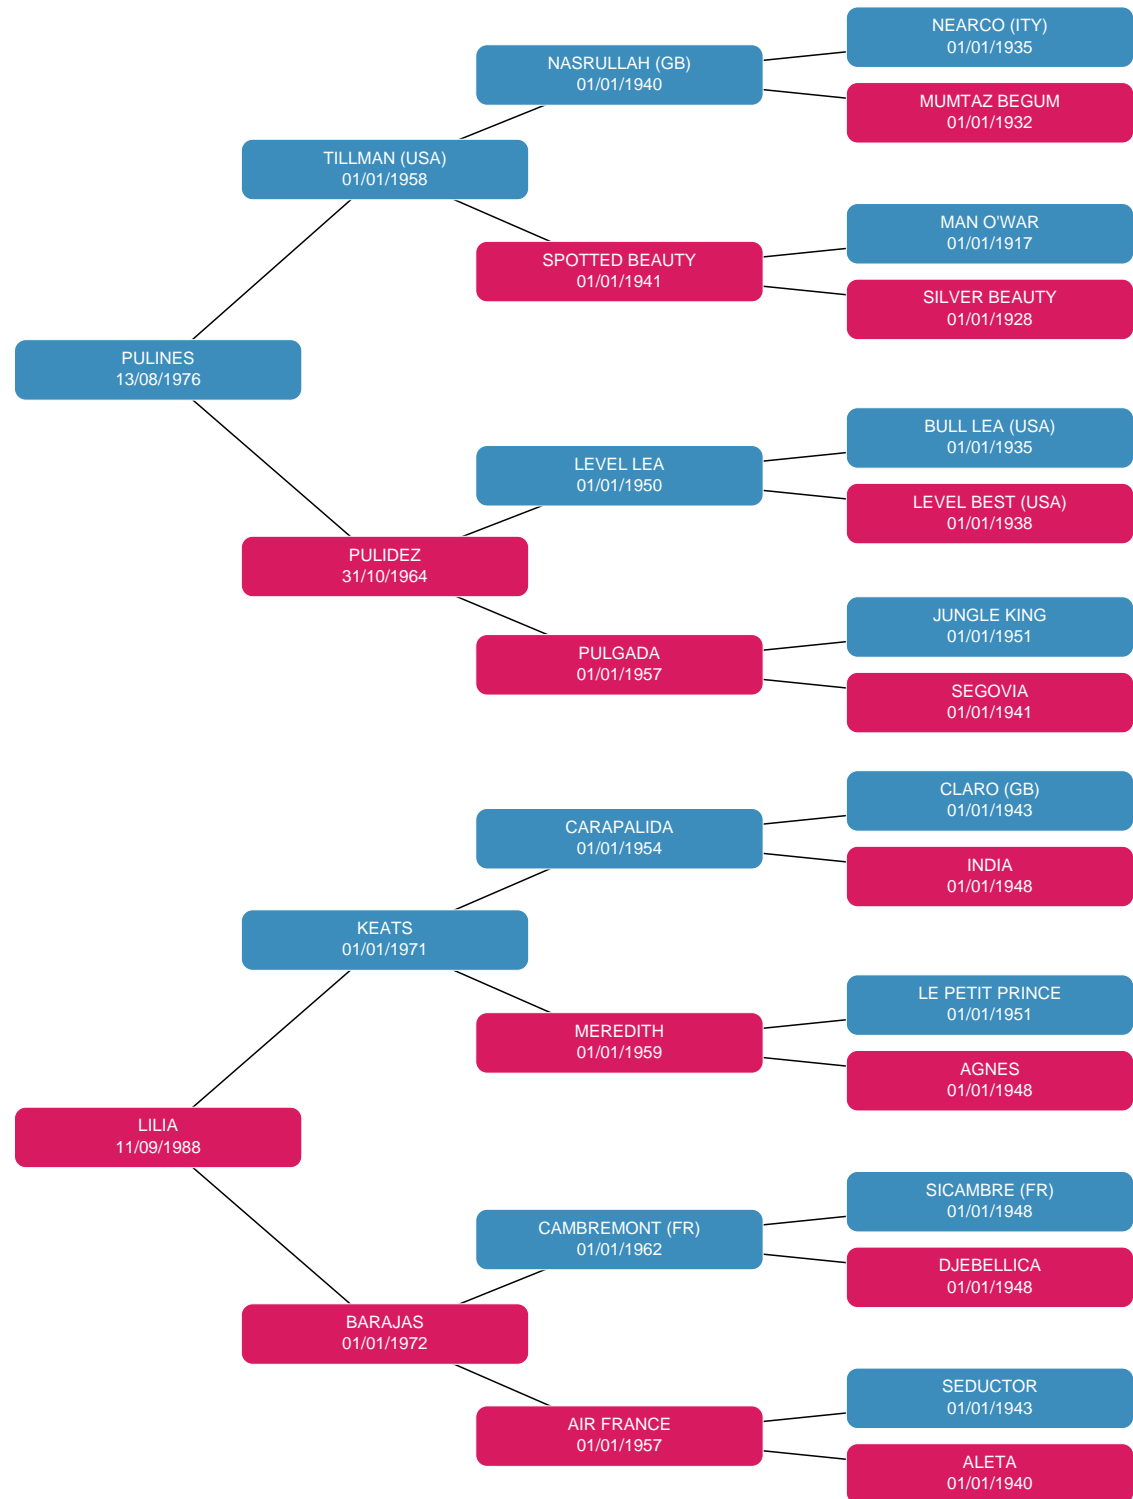 NEARCO (ITY)
01/01/1935
NASRULLAH (GB)
01/01/1940
MUMTAZ BEGUM
01/01/1932
TILLMAN (USA)
01/01/1958
MAN O'WAR
01/01/1917
SPOTTED BEAUTY
01/01/1941
SILVER BEAUTY
01/01/1928
PULINES
13/08/1976
BULL LEA (USA)
01/01/1935
LEVEL LEA
01/01/1950
LEVEL BEST (USA)
01/01/1938
PULIDEZ
31/10/1964
JUNGLE KING
01/01/1951
PULGADA
01/01/1957
SEGOVIA
01/01/1941
CLARO (GB)
01/01/1943
CARAPALIDA
01/01/1954
INDIA
01/01/1948
KEATS
01/01/1971
LE PETIT PRINCE
01/01/1951
MEREDITH
01/01/1959
AGNES
01/01/1948
LILIA
11/09/1988
SICAMBRE (FR)
01/01/1948
CAMBREMONT (FR)
01/01/1962
DJEBELLICA
01/01/1948
BARAJAS
01/01/1972
SEDUCTOR
01/01/1943
AIR FRANCE
01/01/1957
ALETA
01/01/1940